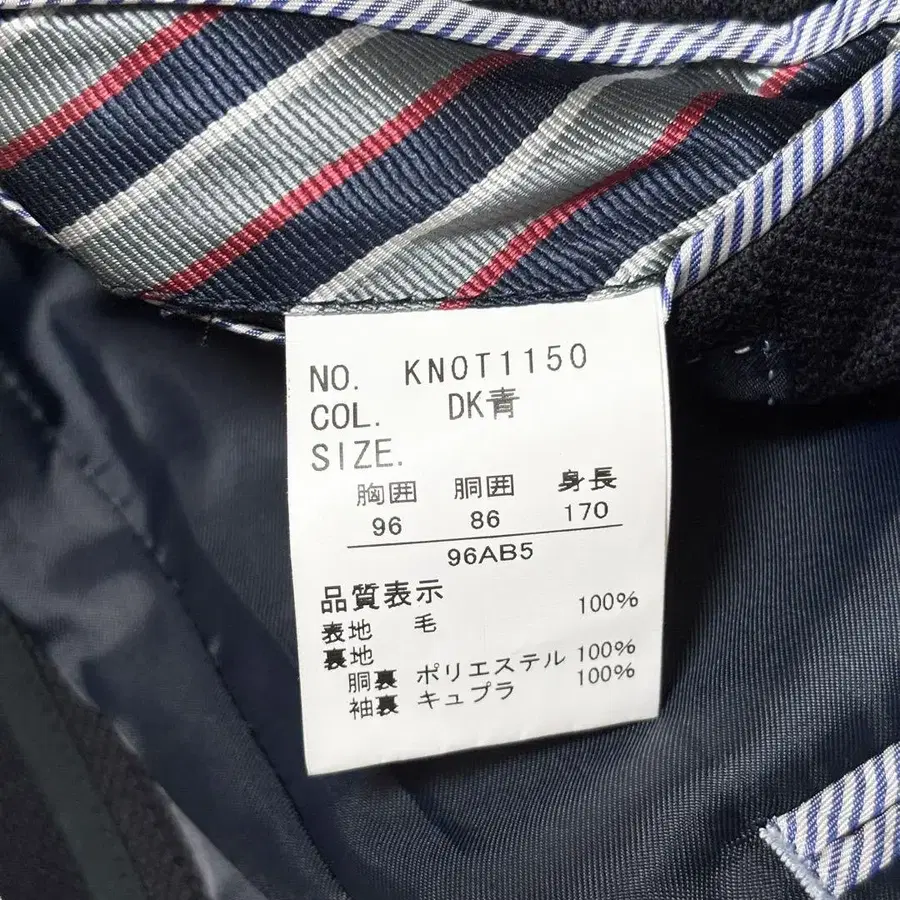 NO. KNOT1150
COL. DK青
SIZE.
胸囲 胴囲 身長
96 86 170
96AB5
品質表示
表地 毛 100%
裏地
胴裏 ポリエステル 100%
袖裏 キュプラ 100%